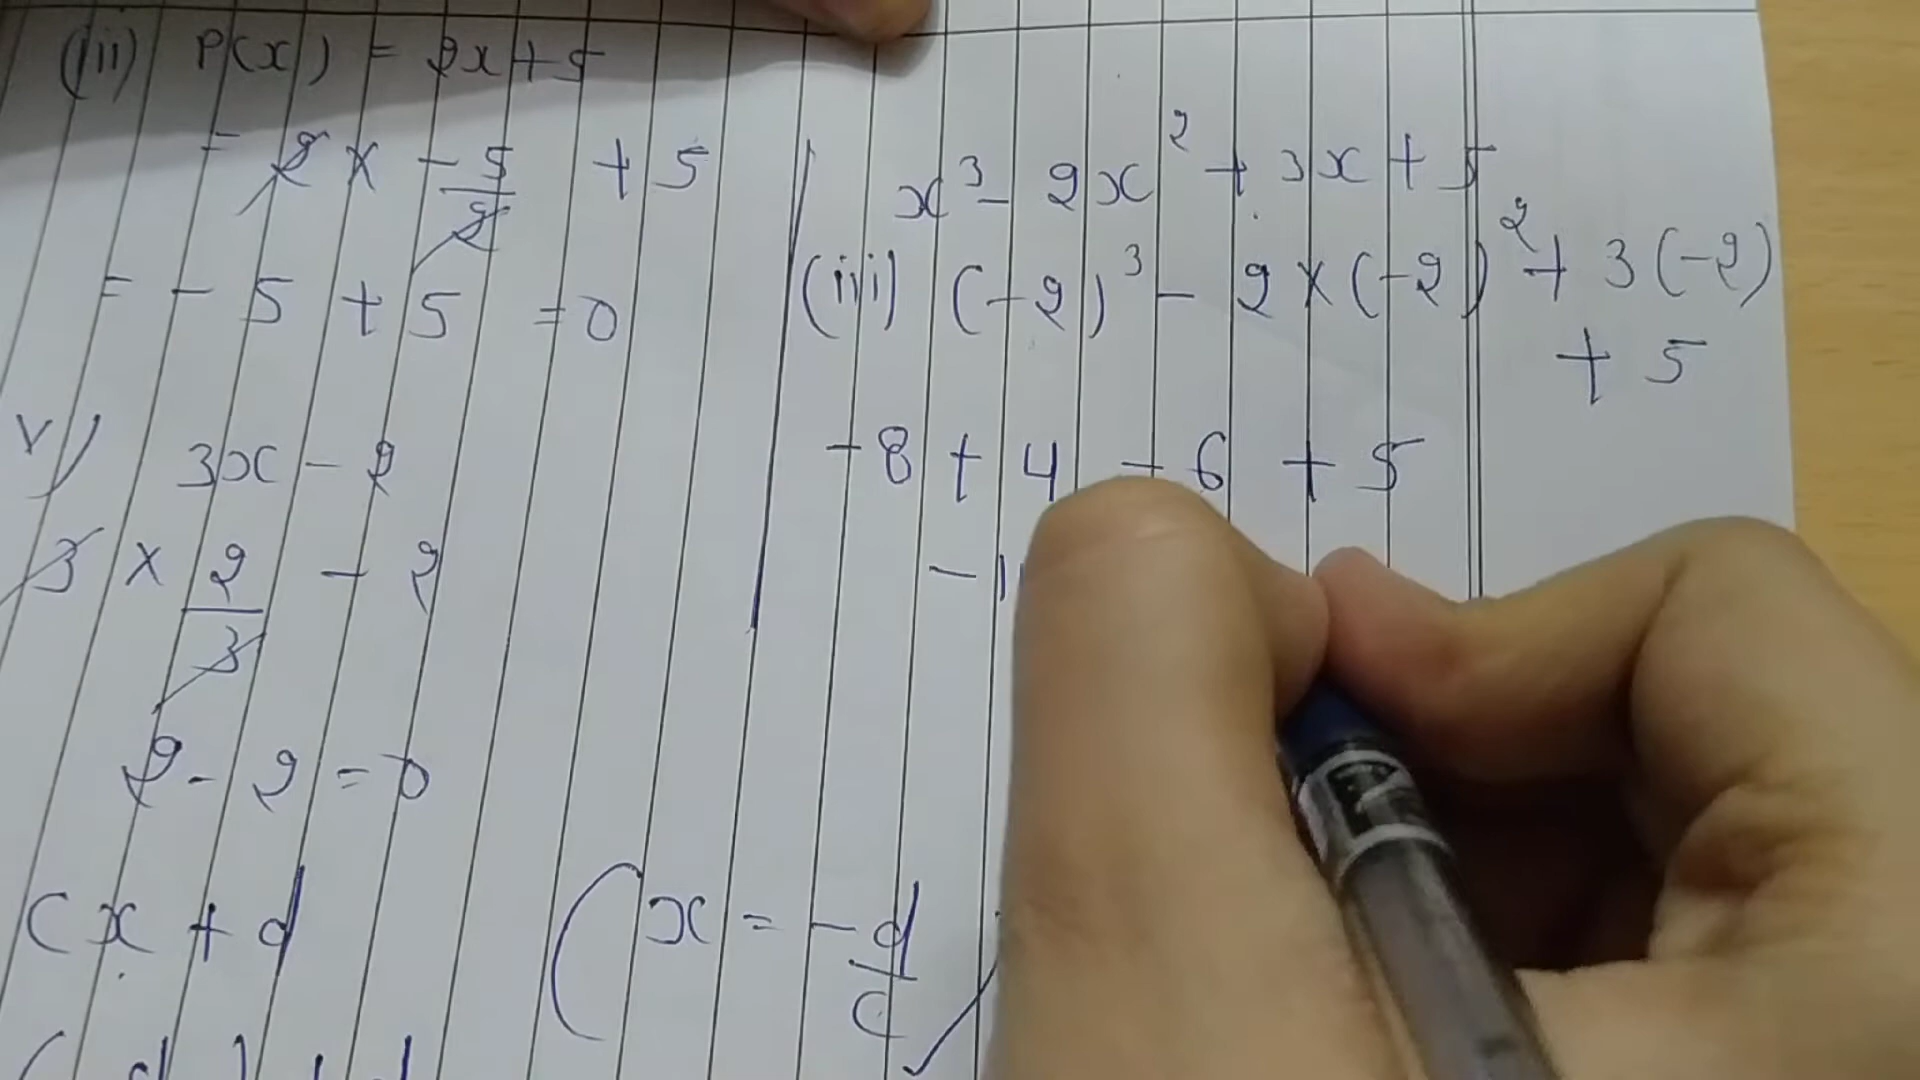 (iii) P(x) = 2x+5
= 2 × -5/2 + 5
= - 5 + 5 = 0
v) 3x - 2
3 × 2/3 - 2
2 - 2 = 0
cx + d
(x = -d/c
x³ - 2x² + 3x + 5
(iii) (-2)³ - 2 × (-2)² + 3(-2)
+ 5
-8 + 4 - 6 + 5